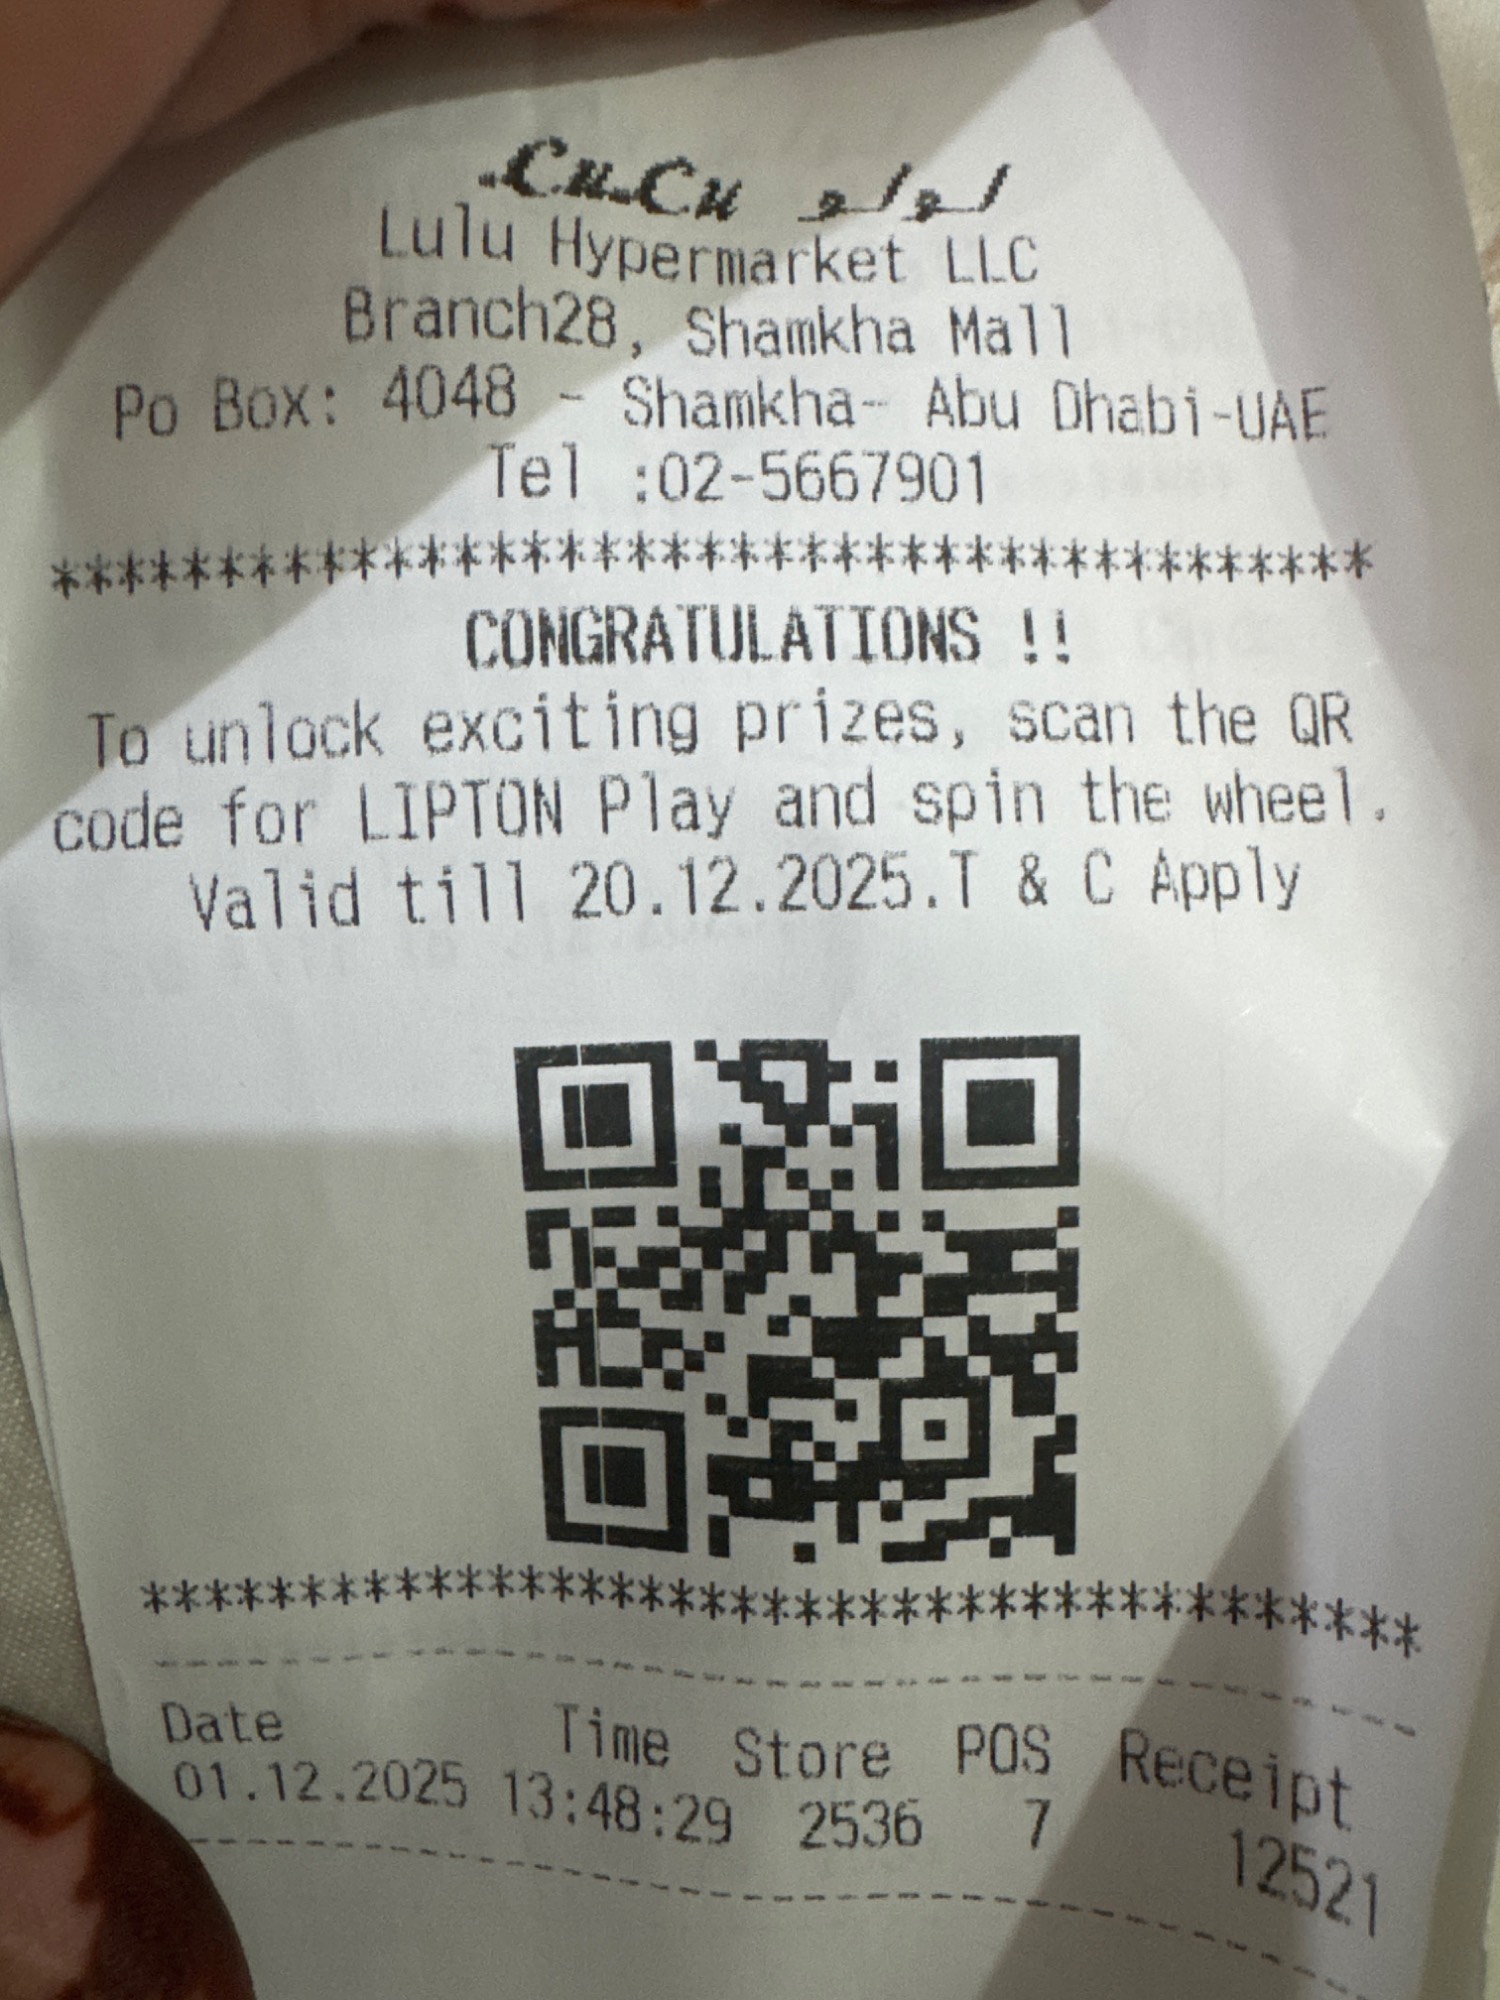 LuLu لولو
Lulu Hypermarket LLC
Branch28, Shamkha Mall
Po Box: 4048 - Shamkha- Abu Dhabi-UAE
Tel :02-5667901
***************************************
CONGRATULATIONS !!
To unlock exciting prizes, scan the QR
code for LIPTON Play and spin the wheel.
Valid till 20.12.2025.T & C Apply
***************************************
Date Time Store POS Receipt
01.12.2025 13:48:29 2536 7 12521